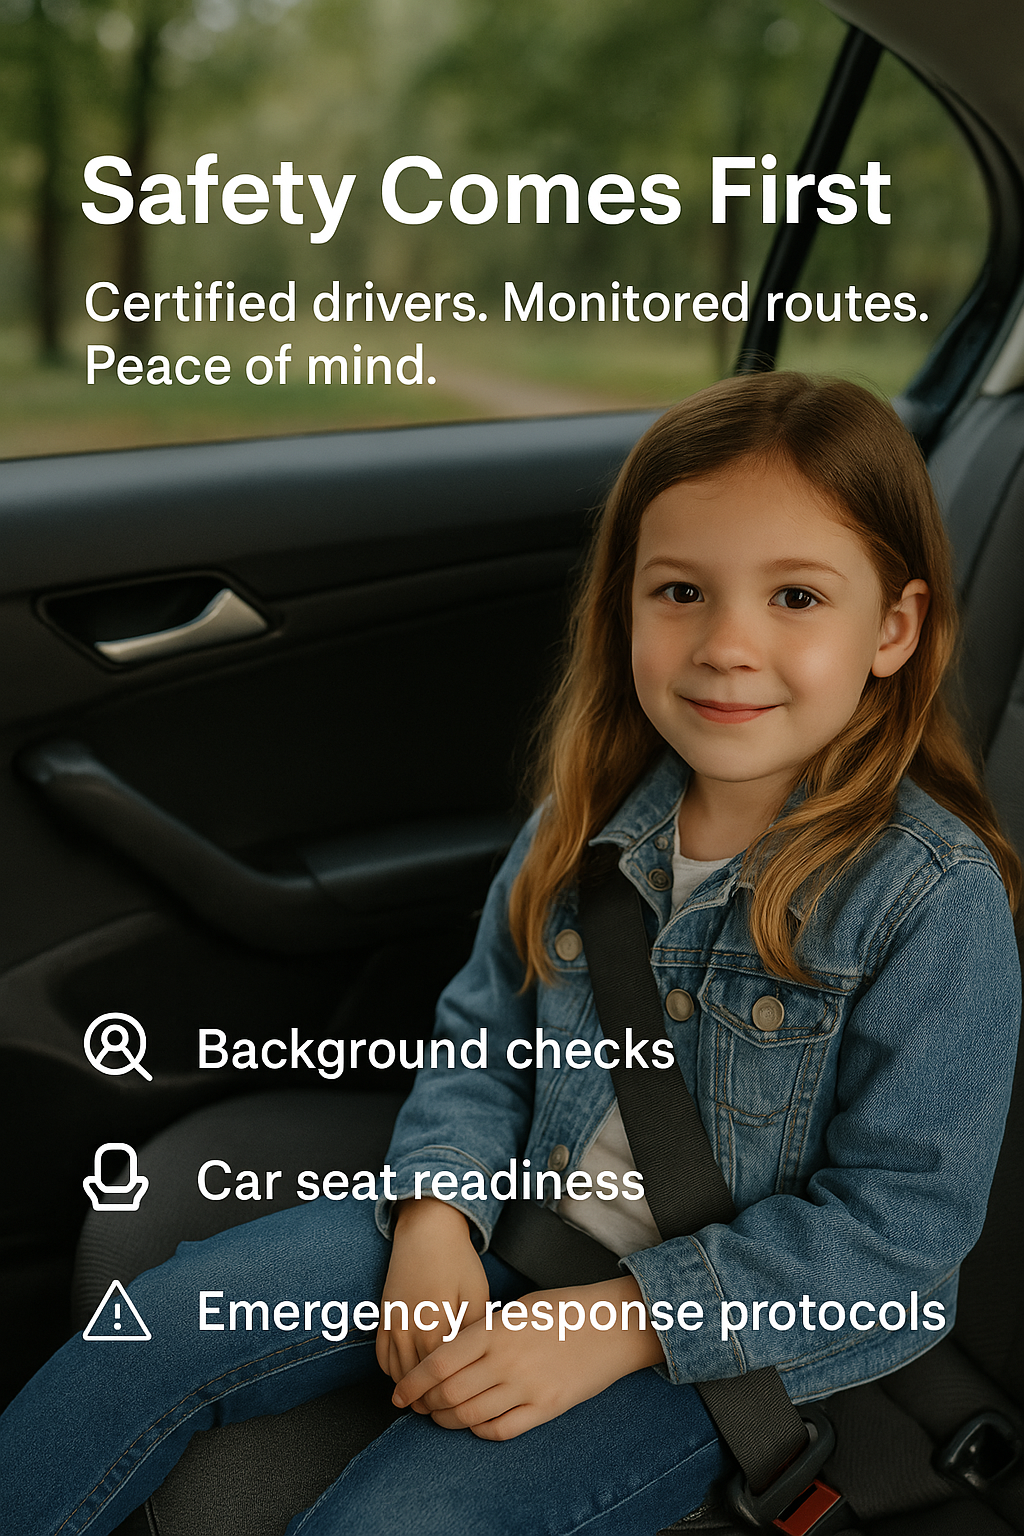 Safety Comes First
Certified drivers. Monitored routes.
Peace of mind.
Background checks
Car seat readiness
Emergency response protocols